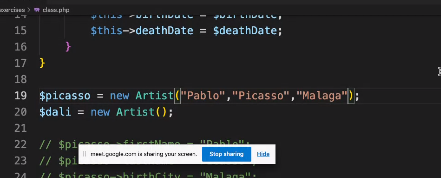 exercises > class.php
14 $this->birthDate = $birthDate;
15 $this->deathDate = $deathDate;
16 }
17 }
18
19 $picasso = new Artist("Pablo","Picasso","Malaga");
20 $dali = new Artist();
21
22 // $picasso->firstName = "Pablo";
23 // $pi
meet.google.com is sharing your screen. Stop sharing Hide
24 // $picasso->birthCity = "Malaga";